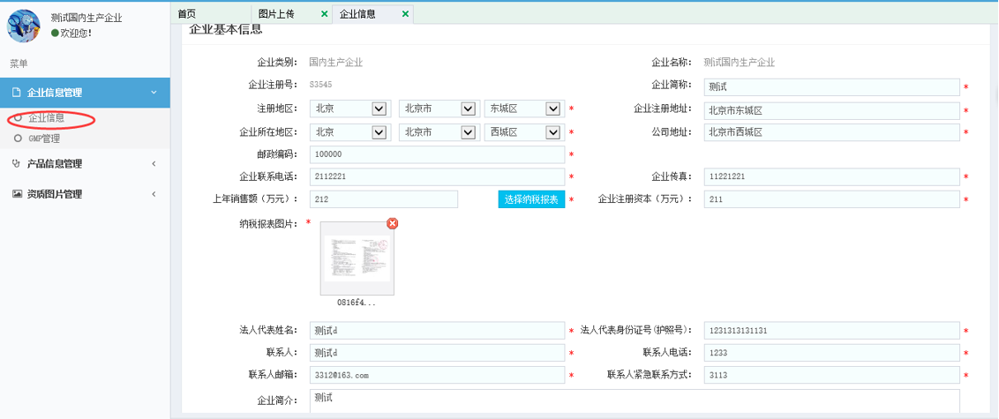 测试国内生产企业
欢迎您!
菜单
企业信息管理
企业信息
GMP管理
产品信息管理
资质图片管理
首页 图片上传 × 企业信息 ×
企业基本信息
企业类别: 国内生产企业 企业名称: 测试国内生产企业
企业注册号: S3545 企业简称: 测试 *
注册地区: 北京 北京市 东城区 * 企业注册地址: 北京市东城区 *
企业所在地区: 北京 北京市 西城区 * 公司地址: 北京市西城区 *
邮政编码: 100000 *
企业联系电话: 2112221 * 企业传真: 11221221 *
上年销售额（万元）: 212 选择纳税报表 * 企业注册资本（万元）: 211 *
纳税报表图片: *
0816f4...
法人代表姓名: 测试d * 法人代表身份证号(护照号): 1231313131131 *
联系人: 测试d * 联系人电话: 1233 *
联系人邮箱: 3312@163.com * 联系人紧急联系方式: 3113 *
企业简介: 测试